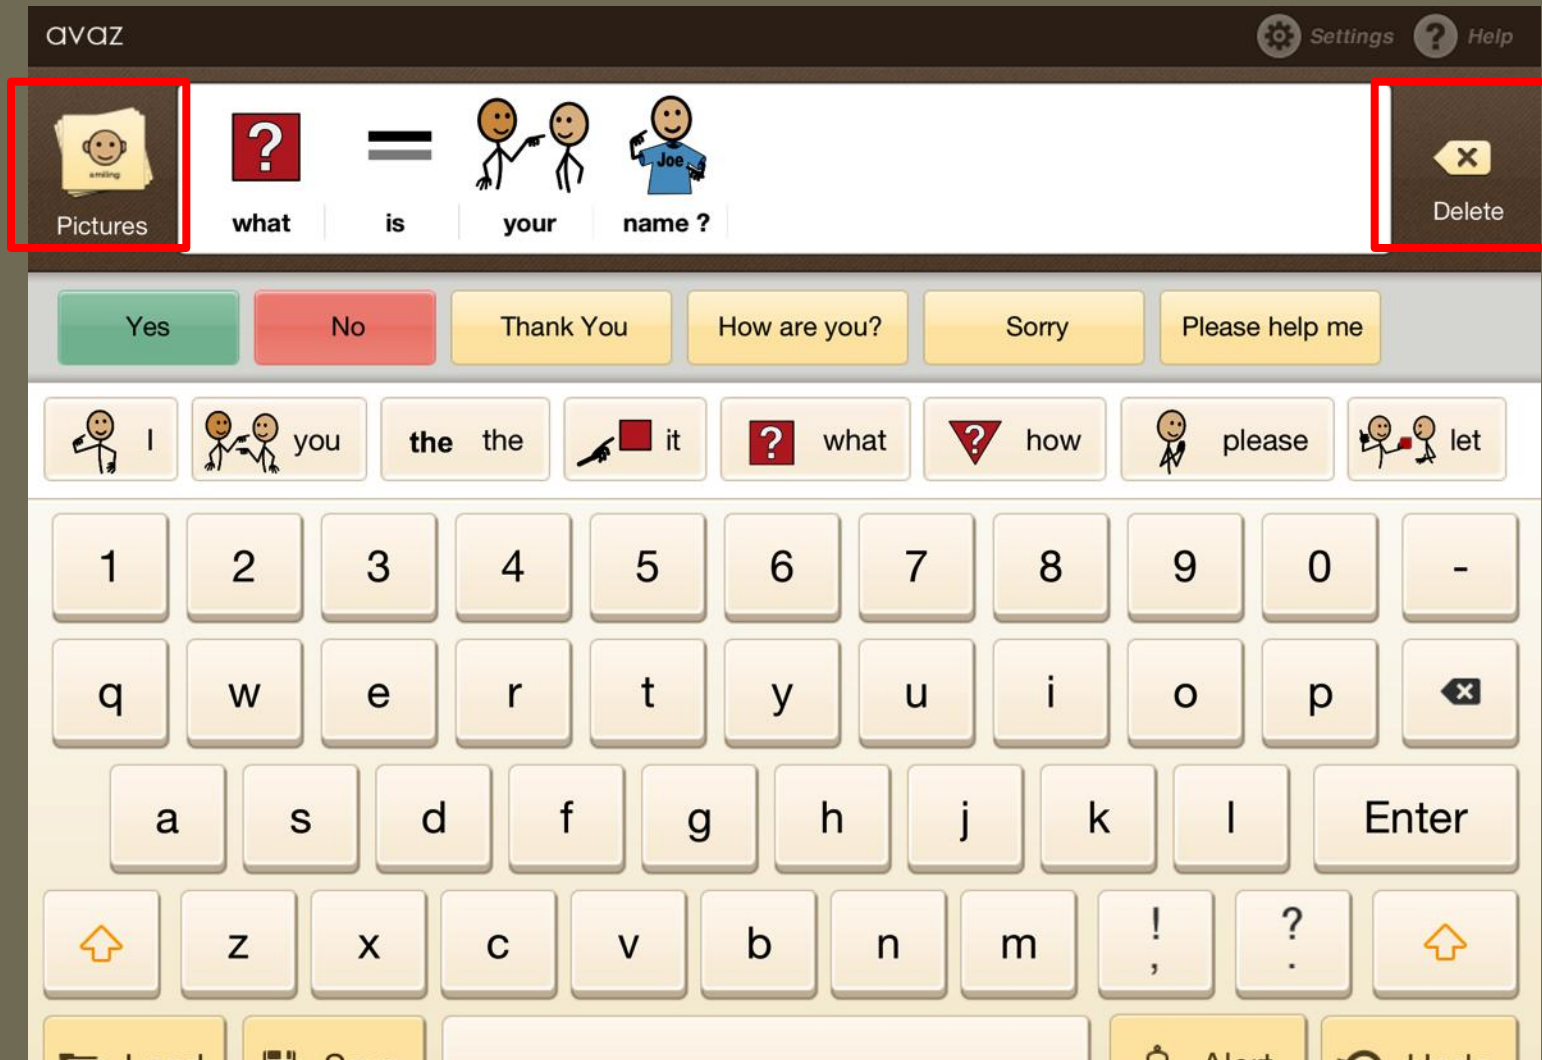 avaz Settings ? Help
smiling
Pictures
? Joe
what is your name ?
Delete
Yes No Thank You How are you? Sorry Please help me
I you the the it ? what ? how please let
1 2 3 4 5 6 7 8 9 0 -
q w e r t y u i o p
a s d f g h j k l Enter
z x c v b n m ! , ? .
Alert